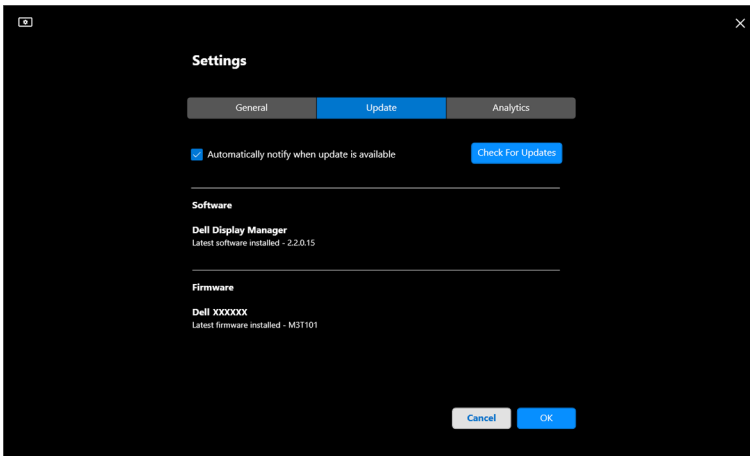 Settings
General Update Analytics
Automatically notify when update is available Check For Updates
Software
Dell Display Manager
Latest software installed - 2.2.0.15
Firmware
Dell XXXXXX
Latest firmware installed - M3T101
Cancel OK